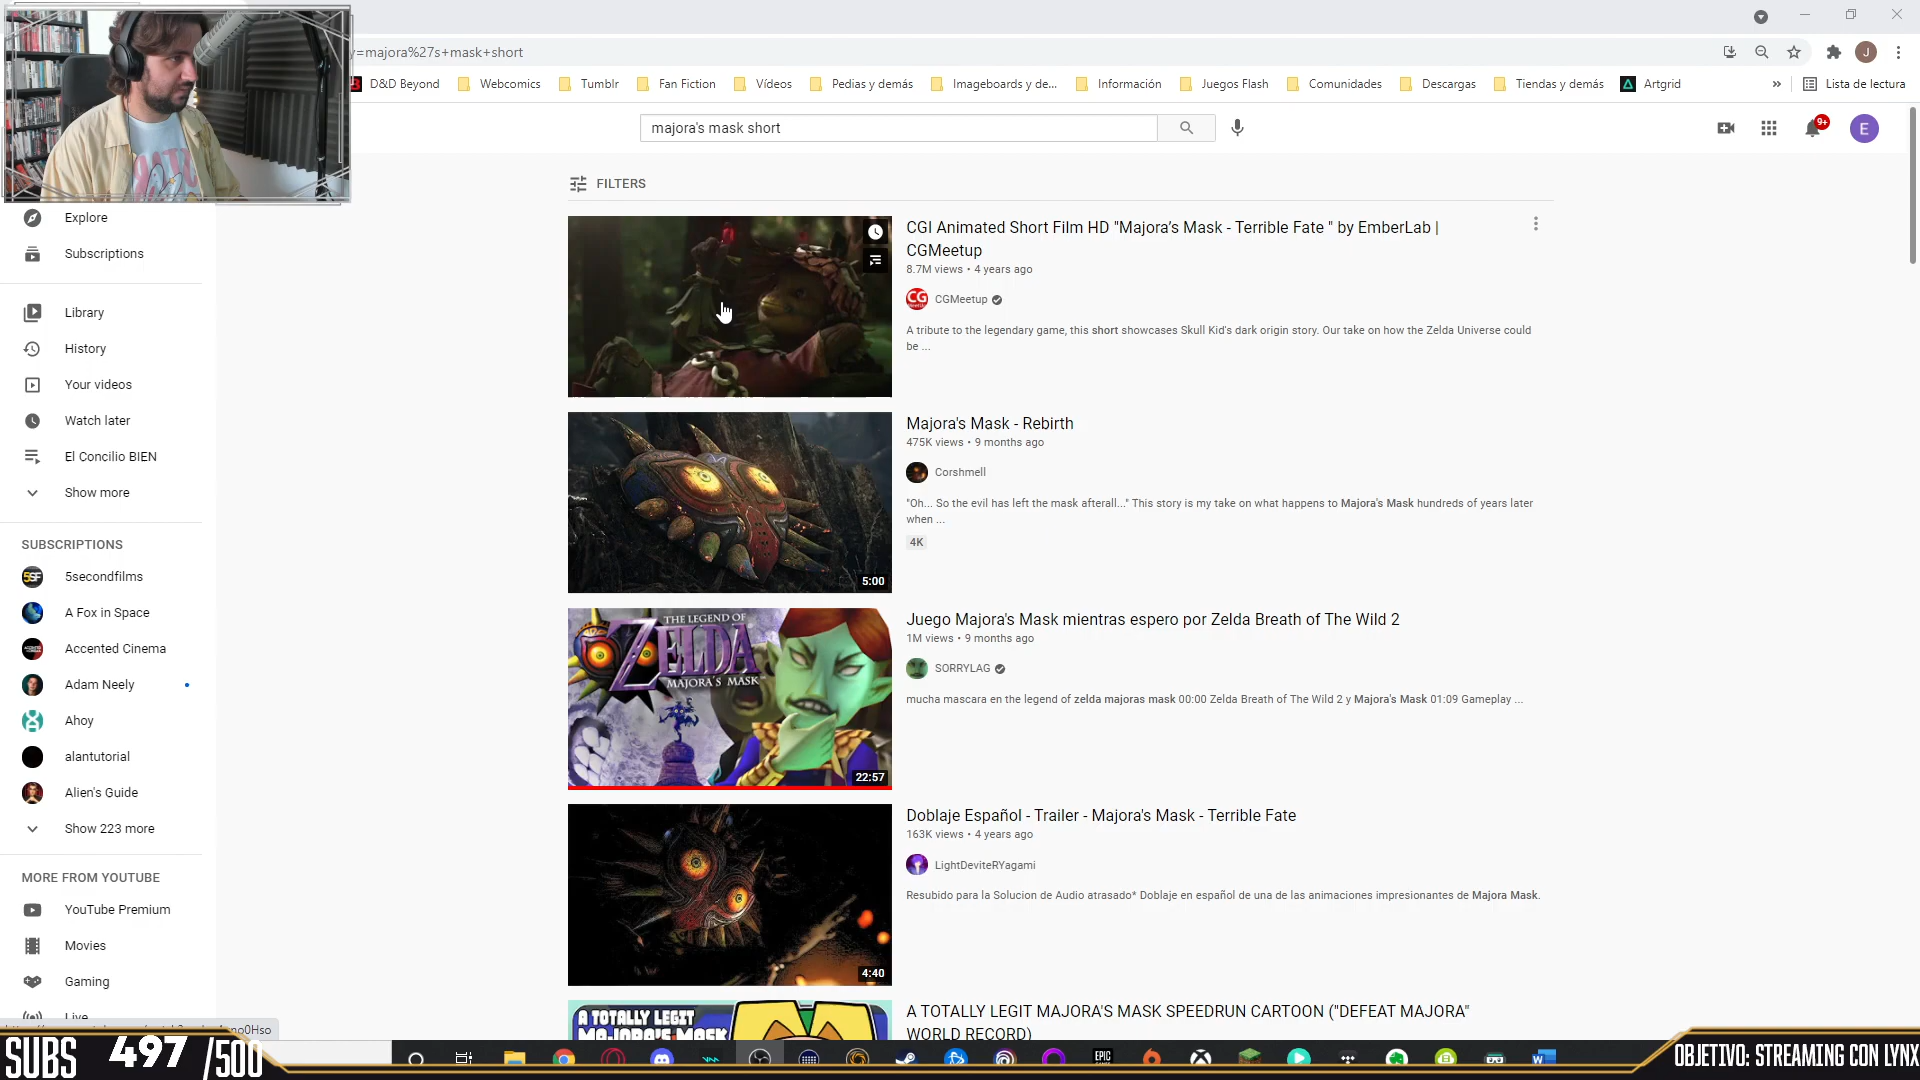 y=majora%27s+mask+short
D&D Beyond
Webcomics
Tumblr
Fan Fiction
Vídeos
Pedias y demás
Imageboards y de...
Información
Juegos Flash
Comunidades
Descargas
Tiendas y demás
Artgrid
»
Lista de lectura
J
majora's mask short
9+
E
FILTERS
Explore
Subscriptions
Library
History
Your videos
Watch later
El Concilio BIEN
Show more
SUBSCRIPTIONS
5SF
5secondfilms
A Fox in Space
Accented Cinema
Adam Neely
Ahoy
alantutorial
Alien's Guide
Show 223 more
MORE FROM YOUTUBE
YouTube Premium
Movies
Gaming
Live
CGI Animated Short Film HD "Majora’s Mask - Terrible Fate " by EmberLab |
CGMeetup
8.7M views • 4 years ago
CG
CGMeetup
A tribute to the legendary game, this short showcases Skull Kid's dark origin story. Our take on how the Zelda Universe could
be ...
5:00
Majora's Mask - Rebirth
475K views • 9 months ago
Corshmell
"Oh... So the evil has left the mask afterall..." This story is my take on what happens to Majora's Mask hundreds of years later
when ...
4K
THE LEGEND OF
ZELDA
MAJORA'S MASK
22:57
Juego Majora's Mask mientras espero por Zelda Breath of The Wild 2
1M views • 9 months ago
SORRYLAG
mucha mascara en the legend of zelda majoras mask 00:00 Zelda Breath of The Wild 2 y Majora's Mask 01:09 Gameplay ...
4:40
Doblaje Español - Trailer - Majora's Mask - Terrible Fate
163K views • 4 years ago
LightDeviteRYagami
Resubido para la Solucion de Audio atrasado* Doblaje en español de una de las animaciones impresionantes de Majora Mask.
A TOTALLY LEGIT
MAJORA'S MASK
A TOTALLY LEGIT MAJORA'S MASK SPEEDRUN CARTOON ("DEFEAT MAJORA"
WORLD RECORD)
SUBS 497 /500
EPIC
W
OBJETIVO: STREAMING CON LYNX